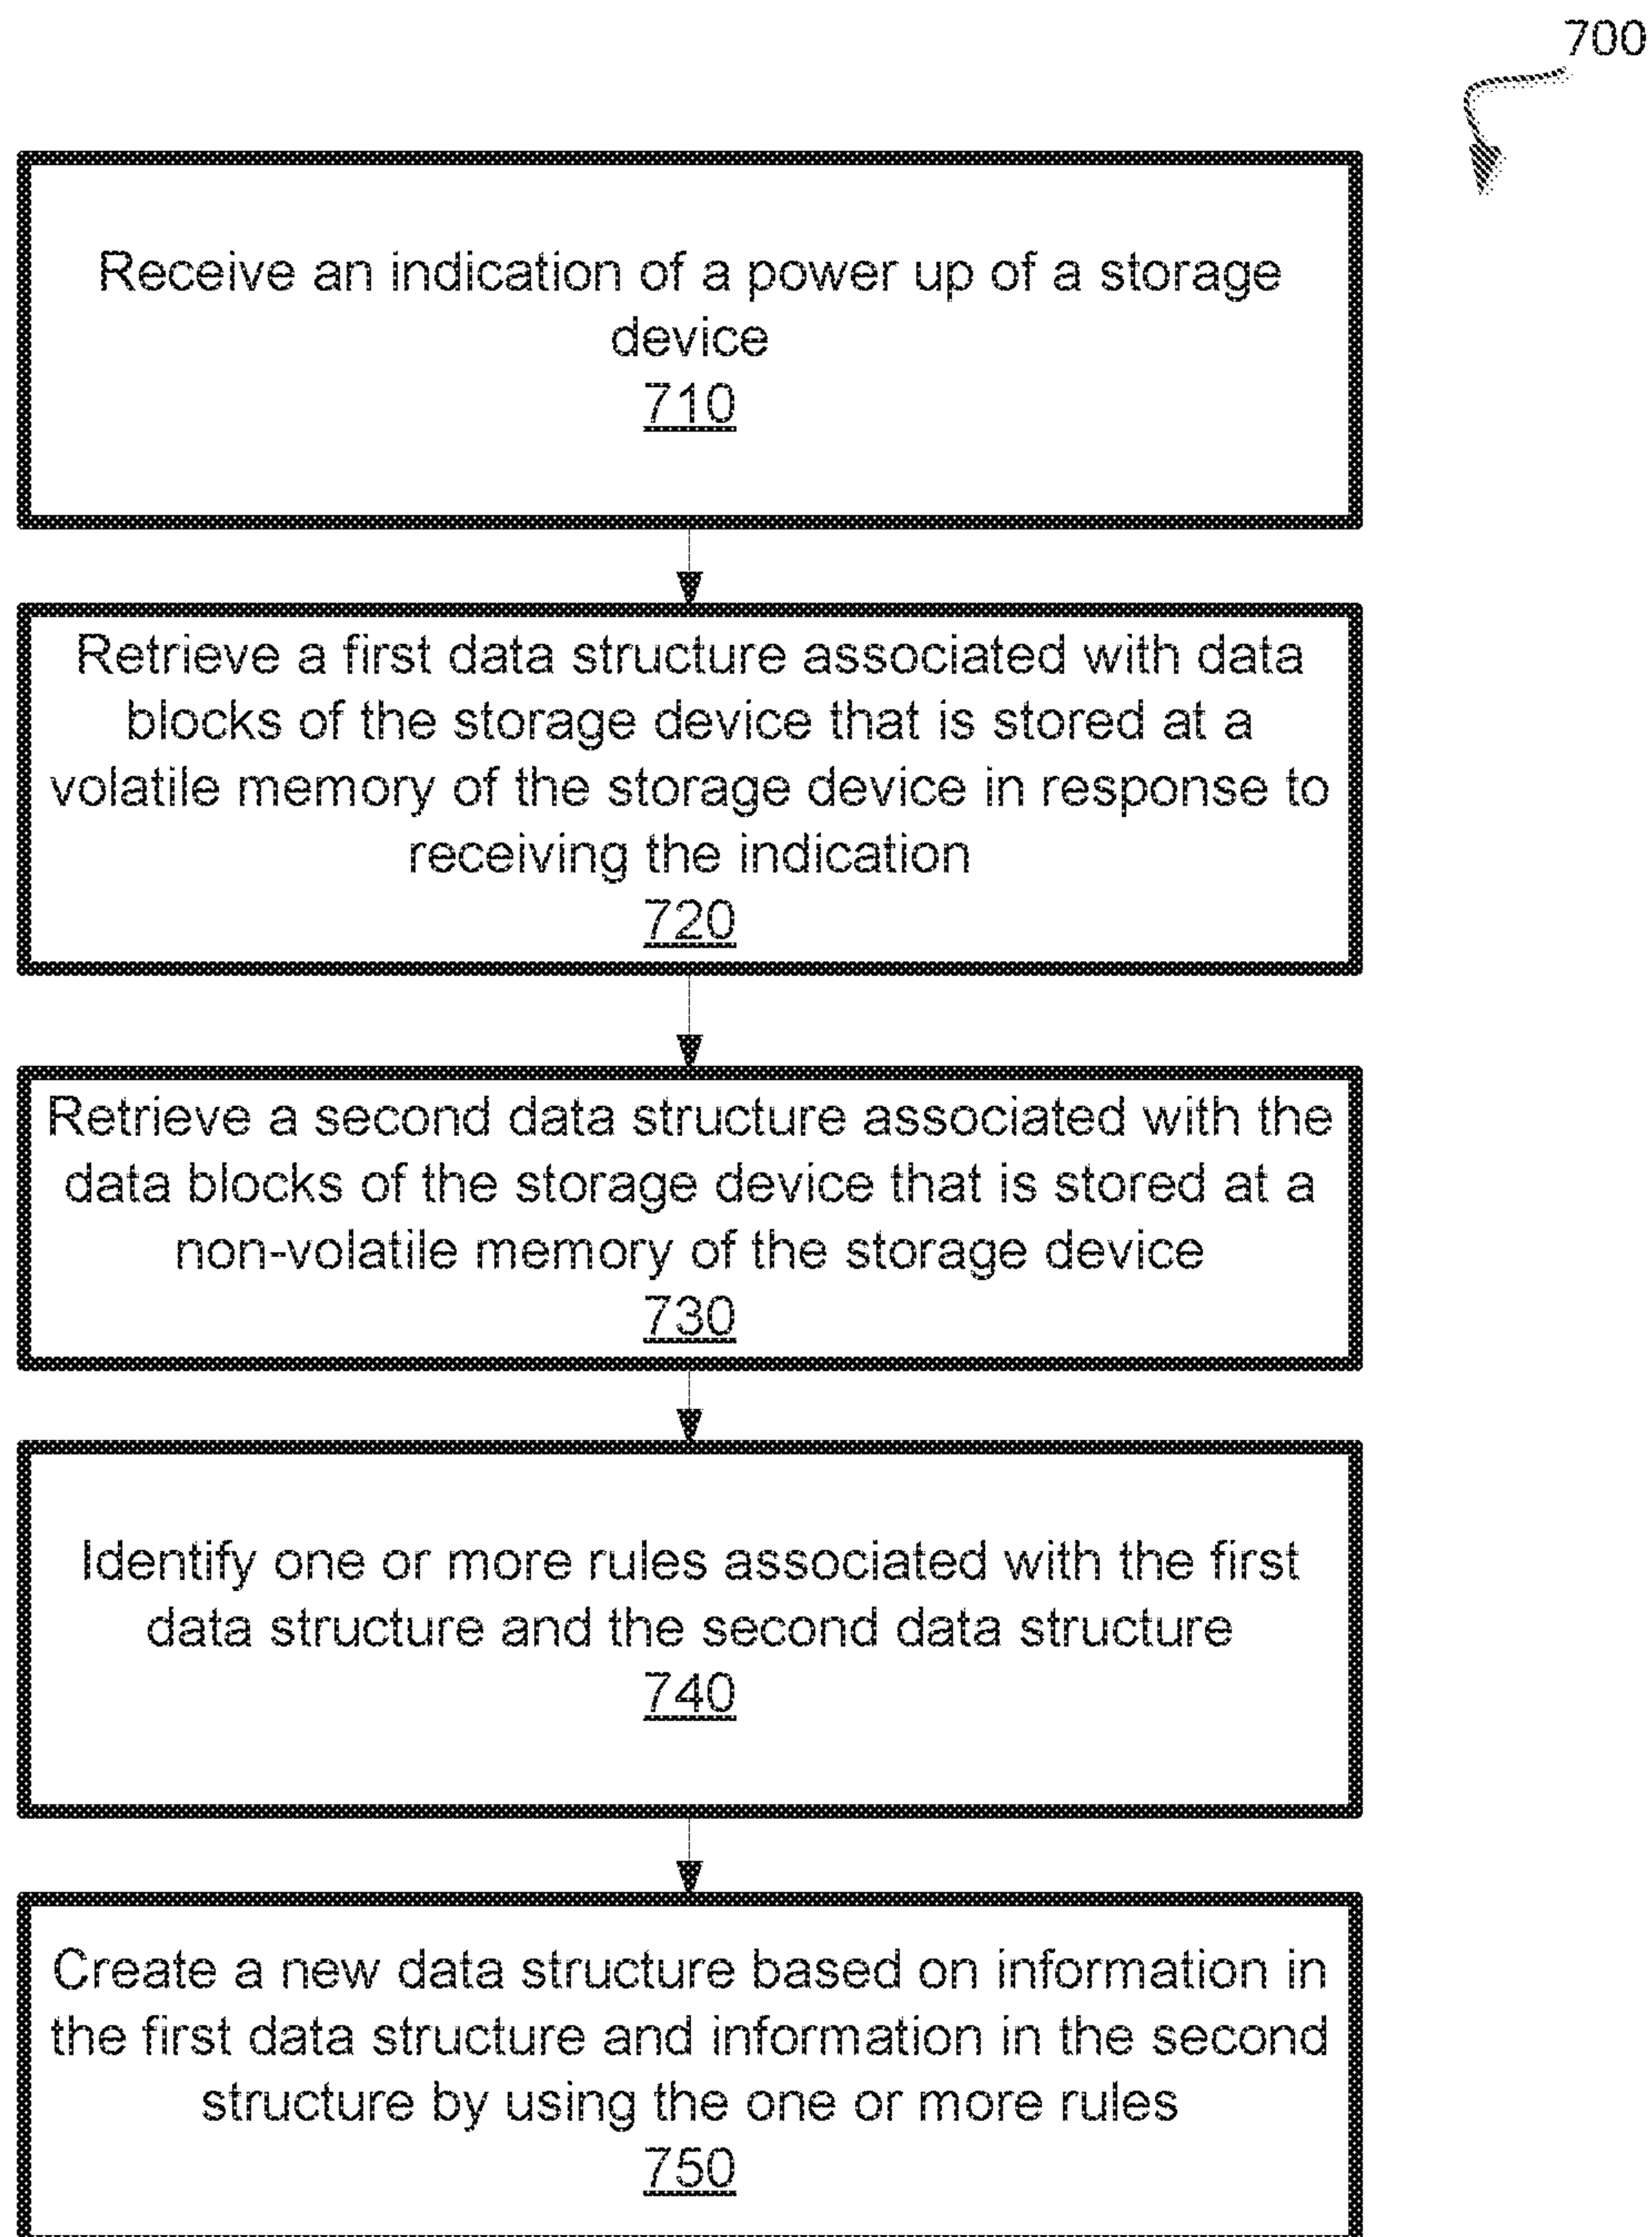 700
Receive an indication of a power up of a storage
device
710
Retrieve a first data structure associated with data
blocks of the storage device that is stored at a
volatile memory of the storage device in response to
receiving the indication
720
Retrieve a second data structure associated with the
data blocks of the storage device that is stored at a
non-volatile memory of the storage device
730
Identify one or more rules associated with the first
data structure and the second data structure
740
Create a new data structure based on information in
the first data structure and information in the second
structure by using the one or more rules
750